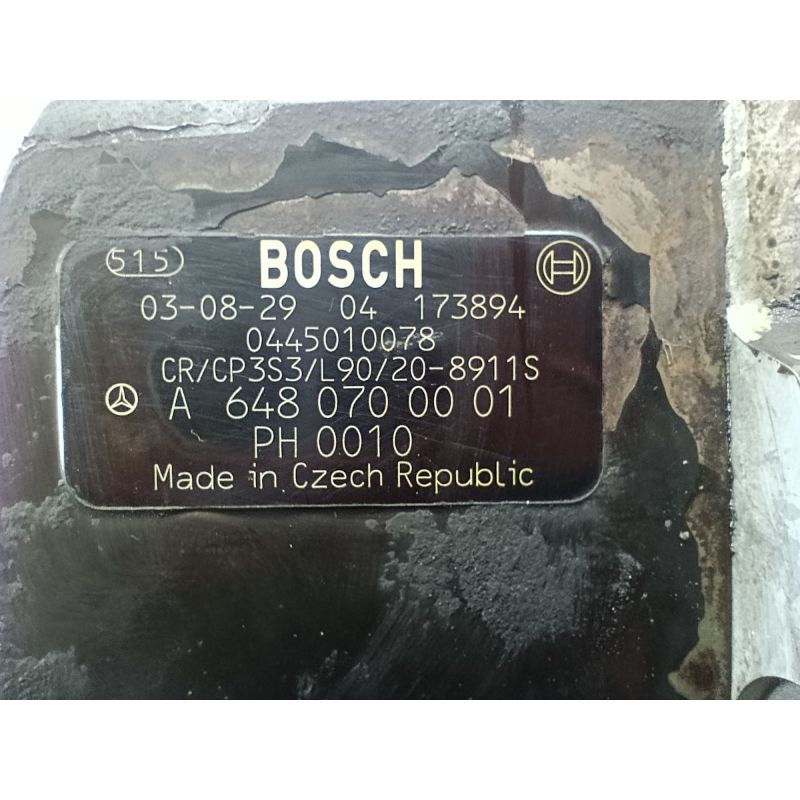 515 BOSCH
03-08-29 04 173894
0445010078
CR/CP3S3/L90/20-8911S
A 648 070 00 01
PH 0010
Made in Czech Republic